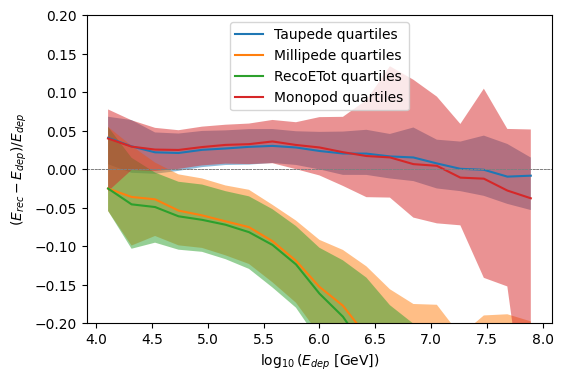 Taupede quartiles
Millipede quartiles
RecoETot quartiles
Monopod quartiles
0.20
0.15
0.10
0.05
0.00
−0.05
−0.10
−0.15
−0.20
(E_rec − E_dep)/E_dep
4.0 4.5 5.0 5.5 6.0 6.5 7.0 7.5 8.0
log₁₀ (E_dep [GeV])